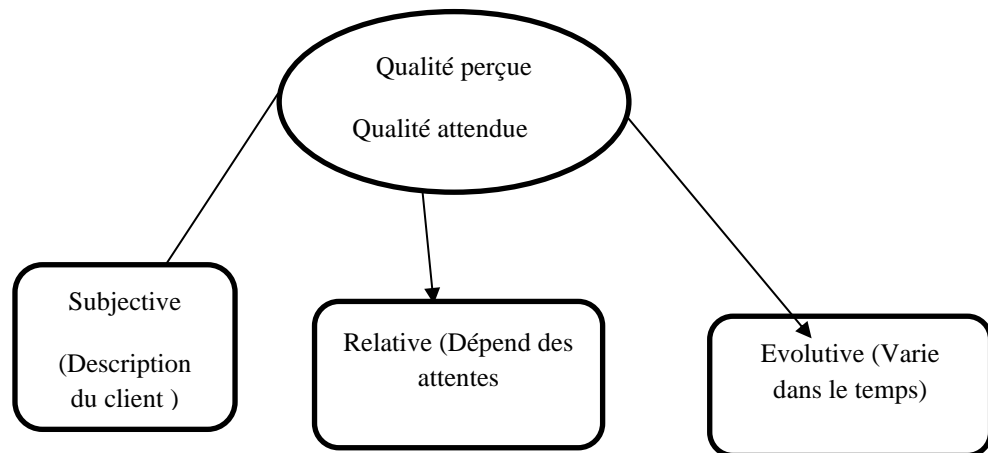 Qualité perçue
Qualité attendue
Subjective
(Description
du client )
Relative (Dépend des
attentes
Evolutive (Varie
dans le temps)